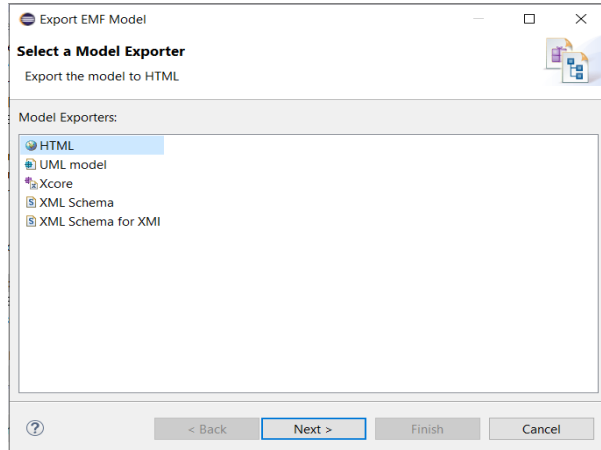 Export EMF Model
Select a Model Exporter
Export the model to HTML
Model Exporters:
HTML
UML model
Xcore
XML Schema
XML Schema for XMI
?
< Back
Next >
Finish
Cancel